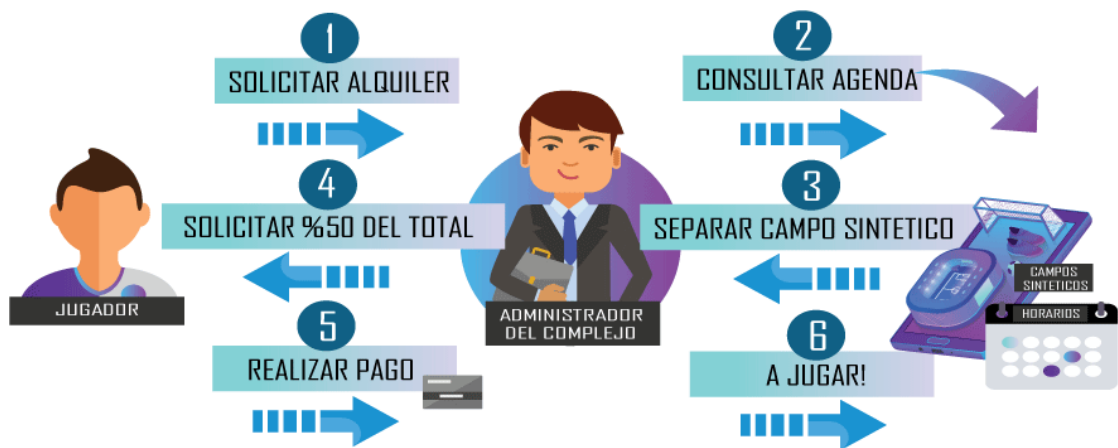 1
SOLICITAR ALQUILER
2
CONSULTAR AGENDA
4
SOLICITAR %50 DEL TOTAL
3
SEPARAR CAMPO SINTETICO
JUGADOR
ADMINISTRADOR
DEL COMPLEJO
CAMPOS
SINTETICOS
HORARIOS
5
REALIZAR PAGO
6
A JUGAR!